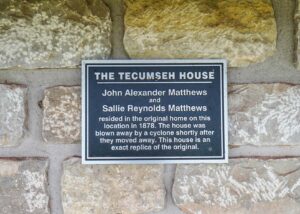 THE TECUMSEH HOUSE
John Alexander Matthews
and
Sallie Reynolds Matthews
resided in the original home on this
location in 1878. The house was
blown away by a cyclone shortly after
they moved away. This house is an
exact replica of the original.